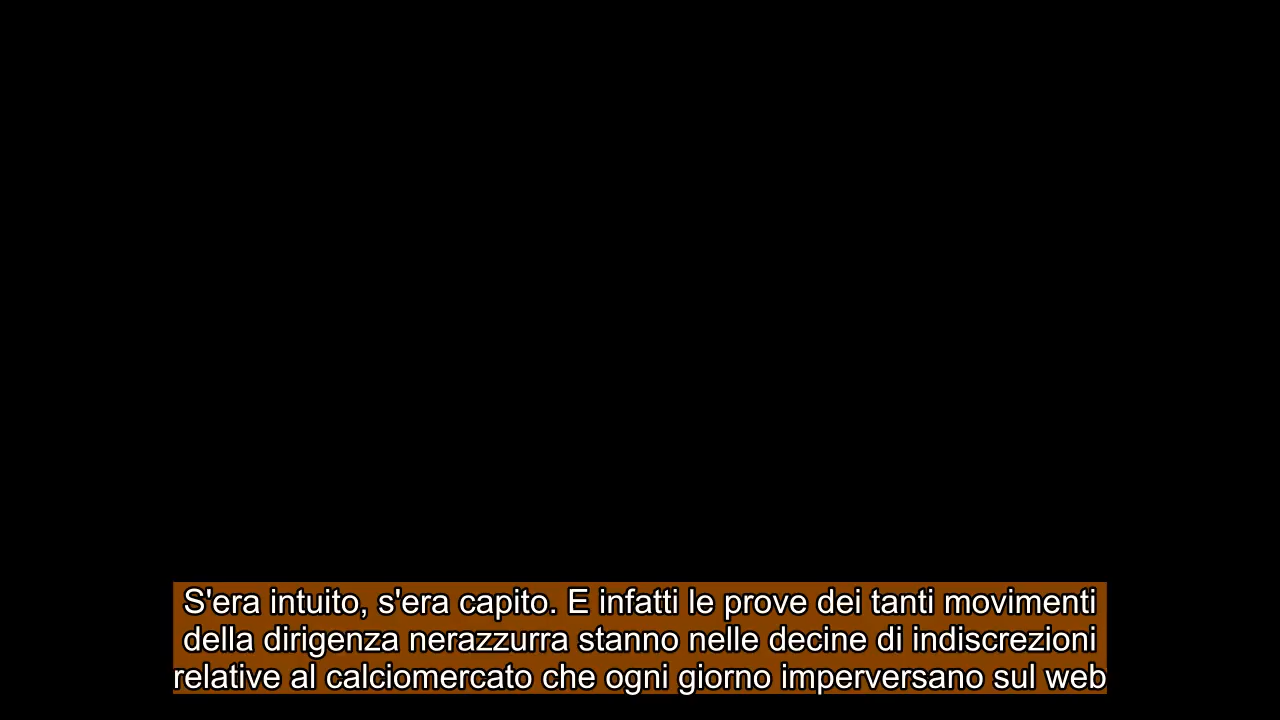 S'era intuito, s'era capito. E infatti le prove dei tanti movimenti
della dirigenza nerazzurra stanno nelle decine di indiscrezioni
relative al calciomercato che ogni giorno imperversano sul web